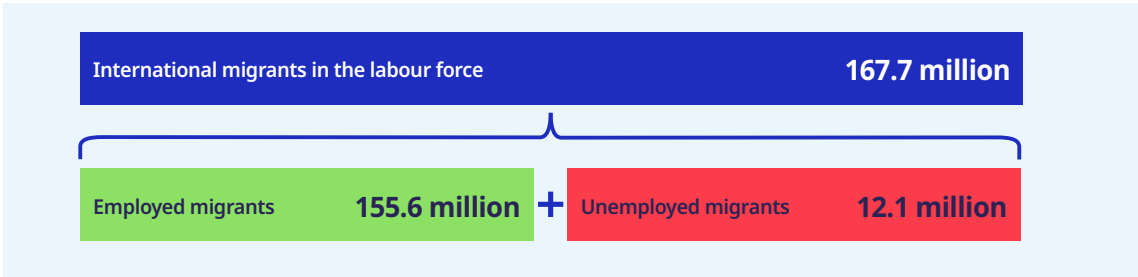 International migrants in the labour force 167.7 million
Employed migrants 155.6 million + Unemployed migrants 12.1 million